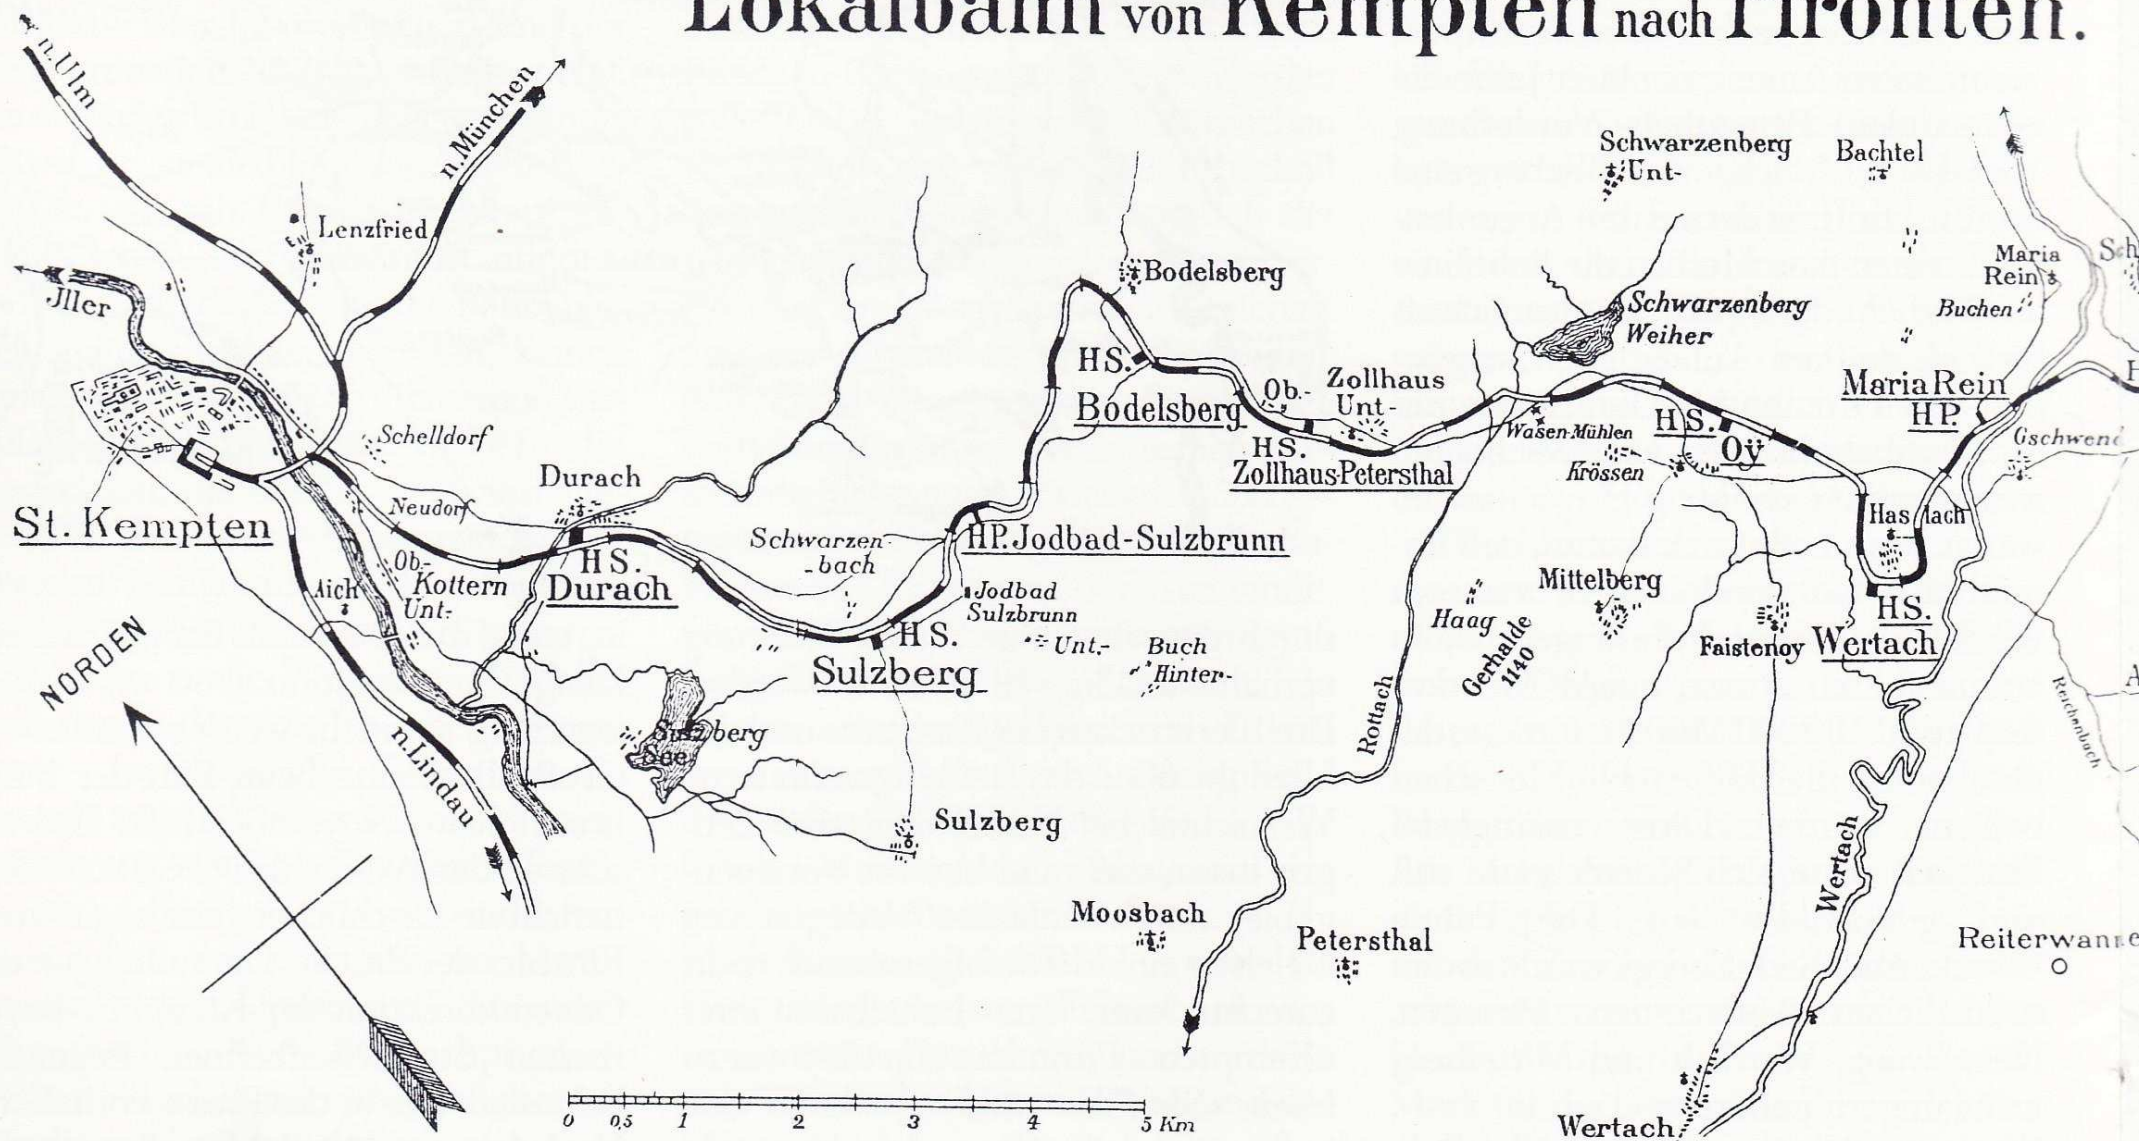 Lokalbahn von Kempten nach Pfronten.
n. Ulm
n. München
Lenzfried
Jller
Schelldorf
St. Kempten
Neudorf
Durach
Ob.-
Kottern
Unt.-
Aich
HS.
Durach
NORDEN
n. Lindau
Schwarzen-
-bach
HP. Jodbad-Sulzbrunn
Jodbad
Sulzbrunn
HS.
Sulzberg
Unt.-
Buch
Hinter-
Sulzberg
See
Sulzberg
Bodelsberg
HS.
Bodelsberg
Ob.-
Zollhaus
Unt-
HS.
Zollhaus-Petersthal
Schwarzenberg
Unt-
Bachtel
Schwarzenberg
Weiher
Maria
Rein
Buchen
Sch
Maria Rein
HP.
H
Wasen-Mühlen
Krössen
HS.
Oÿ
Gschwend
Haslach
Haag
Gerhalde
1140
Mittelberg
Faistenoy
HS.
Wertach
Rottach
Reichenbach
A
Wertach
Moosbach
Petersthal
Reiterwanne
Wertach
0 0,5 1 2 3 4 5 Km